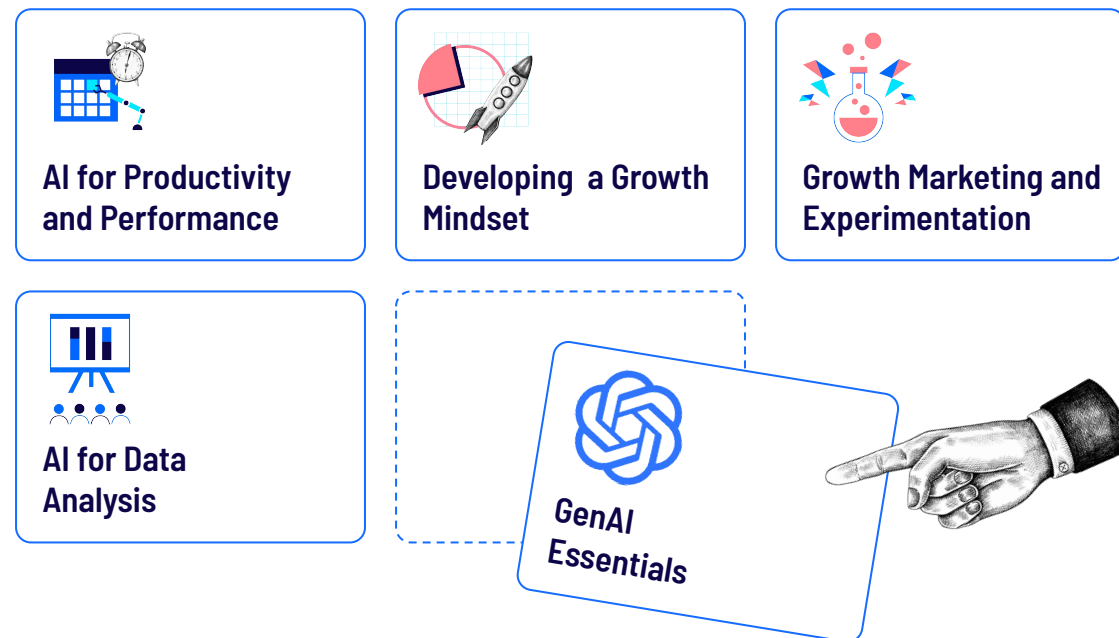 AI for Productivity
and Performance
Developing  a Growth
Mindset
Growth Marketing and
Experimentation
AI for Data
Analysis
GenAI
Essentials